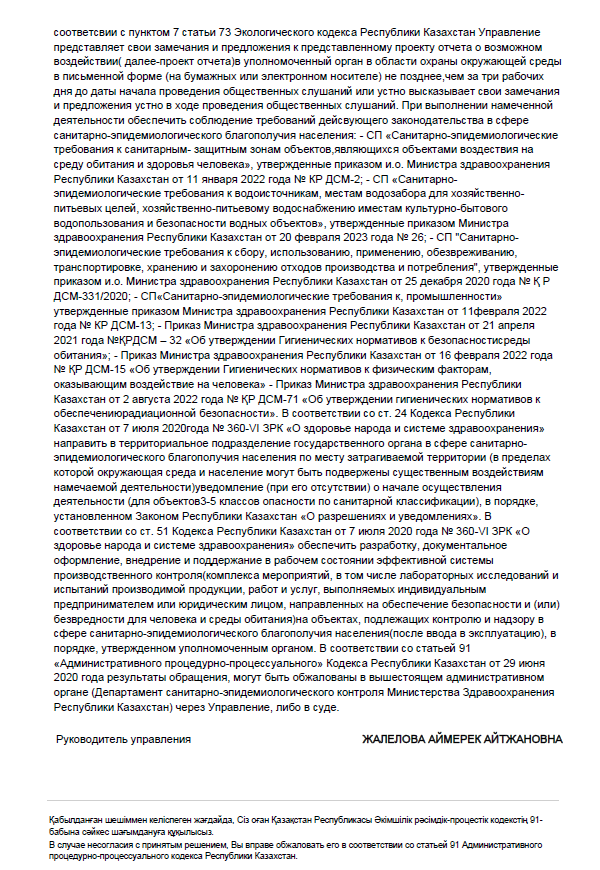 соответсвии с пунктом 7 статьи 73 Экологического кодекса Республики Казахстан Управление
представляет свои замечания и предложения к представленному проекту отчета о возможном
воздействии( далее-проект отчета)в уполномоченный орган в области охраны окружающей среды
в письменной форме (на бумажных или электронном носителе) не позднее,чем за три рабочих
дня до даты начала проведения общественных слушаний или устно высказывает свои замечания
и предложения устно в ходе проведения общественных слушаний. При выполнении намеченной
деятельности обеспечить соблюдение требований дейсвующего законодательства в сфере
санитарно-эпидемиологического благополучия населения: - СП «Санитарно-эпидемиологические
требования к санитарным- защитным зонам объектов,являющихся объектами воздествия на
среду обитания и здоровья человека», утвержденные приказом и.о. Министра здравоохранения
Республики Казахстан от 11 января 2022 года № КР ДСМ-2; - СП «Санитарно-
эпидемиологические требования к водоисточникам, местам водозабора для хозяйственно-
питьевых целей, хозяйственно-питьевому водоснабжению иместам культурно-бытового
водопользования и безопасности водных объектов», утвержденные приказом Министра
здравоохранения Республики Казахстан от 20 февраля 2023 года № 26; - СП "Санитарно-
эпидемиологические требования к сбору, использованию, применению, обезвреживанию,
транспортировке, хранению и захоронению отходов производства и потребления", утвержденные
приказом и.о. Министра здравоохранения Республики Казахстан от 25 декабря 2020 года № Қ Р
ДСМ-331/2020; - СП«Санитарно-эпидемиологические требования к, промышленности»
утвержденные приказом Министра здравоохранения Республики Казахстан от 11февраля 2022
года № КР ДСМ-13; - Приказ Министра здравоохранения Республики Казахстан от 21 апреля
2021 года №ҚРДСМ – 32 «Об утверждении Гигиенических нормативов к безопасностисреды
обитания»; - Приказ Министра здравоохранения Республики Казахстан от 16 февраля 2022 года
№ ҚР ДСМ-15 «Об утверждении Гигиенических нормативов к физическим факторам,
оказывающим воздействие на человека» - Приказ Министра здравоохранения Республики
Казахстан от 2 августа 2022 года № ҚР ДСМ-71 «Об утверждении гигиенических нормативов к
обеспечениюрадиационной безопасности». В соответствии со ст. 24 Кодекса Республики
Казахстан от 7 июля 2020года № 360-VI ЗРК «О здоровье народа и системе здравоохранения»
направить в территориальное подразделение государственного органа в сфере санитарно-
эпидемиологического благополучия населения по месту затрагиваемой территории (в пределах
которой окружающая среда и население могут быть подвержены существенным воздействиям
намечаемой деятельности)уведомление (при его отсутствии) о начале осуществления
деятельности (для объектов3-5 классов опасности по санитарной классификации), в порядке,
установленном Законом Республики Казахстан «О разрешениях и уведомлениях». В
соответствии со ст. 51 Кодекса Республики Казахстан от 7 июля 2020 года № 360-VI ЗРК «О
здоровье народа и системе здравоохранения» обеспечить разработку, документальное
оформление, внедрение и поддержание в рабочем состоянии эффективной системы
производственного контроля(комплекса мероприятий, в том числе лабораторных исследований и
испытаний производимой продукции, работ и услуг, выполняемых индивидуальным
предпринимателем или юридическим лицом, направленных на обеспечение безопасности и (или)
безвредности для человека и среды обитания)на объектах, подлежащих контролю и надзору в
сфере санитарно-эпидемиологического благополучия населения(после ввода в эксплуатацию), в
порядке, утвержденном уполномоченным органом. В соответствии со статьей 91
«Административного процедурно-процессуального» Кодекса Республики Казахстан от 29 июня
2020 года результаты обращения, могут быть обжалованы в вышестоящем административном
органе (Департамент санитарно-эпидемиологического контроля Министерства Здравоохранения
Республики Казахстан) через Управление, либо в суде.
Руководитель управления ЖАЛЕЛОВА АЙМЕРЕК АЙТЖАНОВНА
Қабылданған шешіммен келіспеген жағдайда, Сіз оған Қазақстан Республикасы Әкімшілік рәсімдік-процестік кодекстің 91-
бабына сәйкес шағымдануға құқылысыз.
В случае несогласия с принятым решением, Вы вправе обжаловать его в соответствии со статьей 91 Административного
процедурно-процессуального кодекса Республики Казахстан.